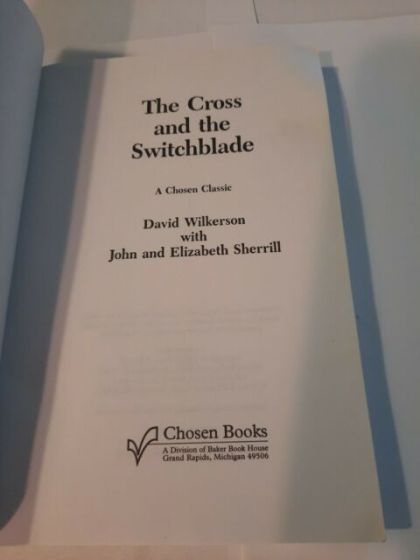 The Cross
and the
Switchblade
A Chosen Classic
David Wilkerson
with
John and Elizabeth Sherrill
Chosen Books
A Division of Baker Book House
Grand Rapids, Michigan 49506